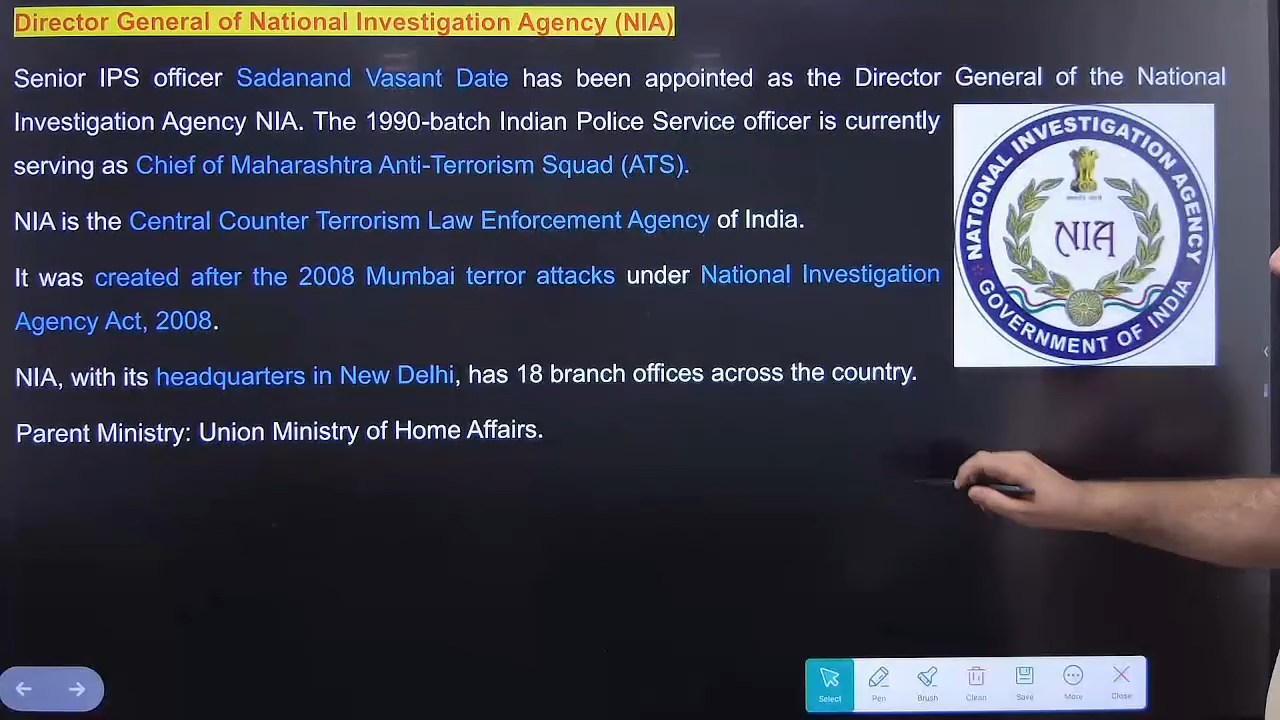 Director General of National Investigation Agency (NIA)
Senior IPS officer Sadanand Vasant Date has been appointed as the Director General of the National
Investigation Agency NIA. The 1990-batch Indian Police Service officer is currently
serving as Chief of Maharashtra Anti-Terrorism Squad (ATS).
NIA is the Central Counter Terrorism Law Enforcement Agency of India.
It was created after the 2008 Mumbai terror attacks under National Investigation
Agency Act, 2008.
NIA, with its headquarters in New Delhi, has 18 branch offices across the country.
Parent Ministry: Union Ministry of Home Affairs.
NATIONAL INVESTIGATION AGENCY
NIA
GOVERNMENT OF INDIA
Select Pen Brush Clean Save More Close